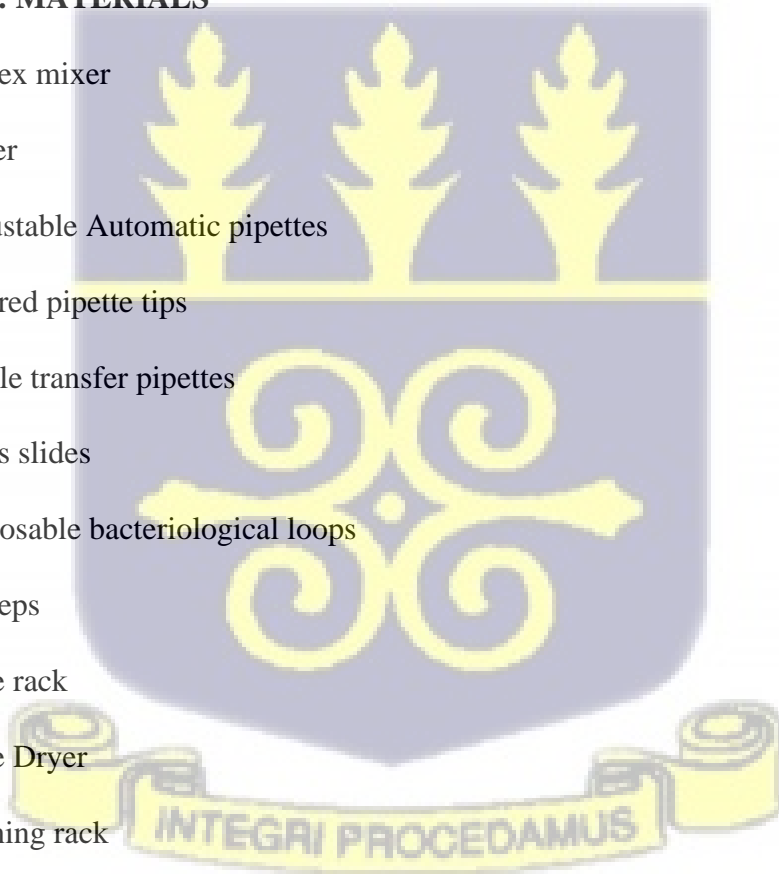 . MATERIALS
ex mixer
er
ustable Automatic pipettes
red pipette tips
le transfer pipettes
s slides
osable bacteriological loops
eps
e rack
e Dryer
ning rack
INTEGRI PROCEDAMUS